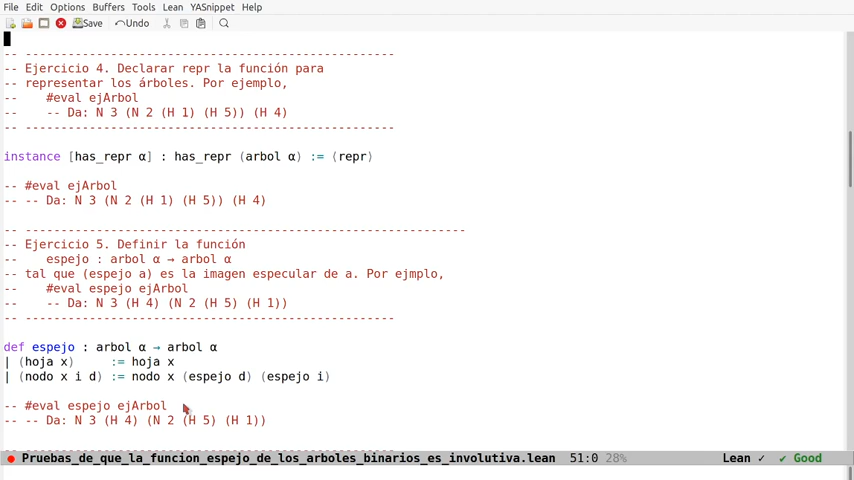 File Edit Options Buffers Tools Lean YASnippet Help
Save Undo
-- -----------------------------------------------------
-- Ejercicio 4. Declarar repr la función para
-- representar los árboles. Por ejemplo,
--    #eval ejArbol
--    -- Da: N 3 (N 2 (H 1) (H 5)) (H 4)
-- -----------------------------------------------------
instance [has_repr α] : has_repr (arbol α) := ⟨repr⟩
-- #eval ejArbol
-- -- Da: N 3 (N 2 (H 1) (H 5)) (H 4)
-- ---------------------------------------------------------------
-- Ejercicio 5. Definir la función
--    espejo : arbol α → arbol α
-- tal que (espejo a) es la imagen especular de a. Por ejmplo,
--    #eval espejo ejArbol
--    -- Da: N 3 (H 4) (N 2 (H 5) (H 1))
-- -----------------------------------------------------
def espejo : arbol α → arbol α
| (hoja x)     := hoja x
| (nodo x i d) := nodo x (espejo d) (espejo i)
-- #eval espejo ejArbol
-- -- Da: N 3 (H 4) (N 2 (H 5) (H 1))
Pruebas_de_que_la_funcion_espejo_de_los_arboles_binarios_es_involutiva.lean 51:0 28% Lean ✓ ✔ Good